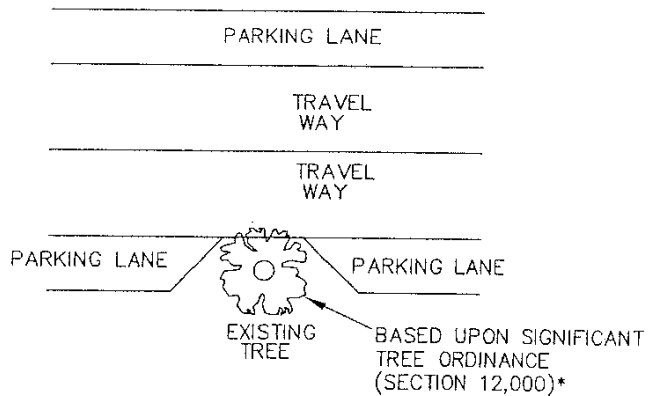 PARKING LANE
TRAVEL
WAY
TRAVEL
WAY
PARKING LANE
PARKING LANE
EXISTING
TREE
BASED UPON SIGNIFICANT
TREE ORDINANCE
(SECTION 12,000)*